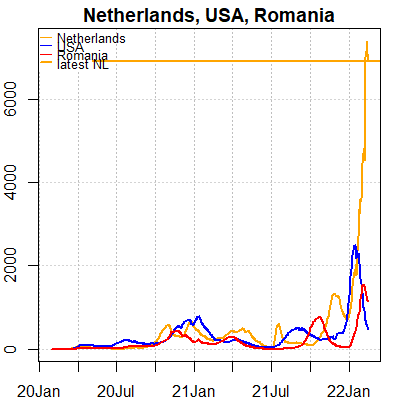 Netherlands, USA, Romania
Netherlands
USA
Romania
latest NL
6000
4000
2000
0
20Jan 20Jul 21Jan 21Jul 22Jan